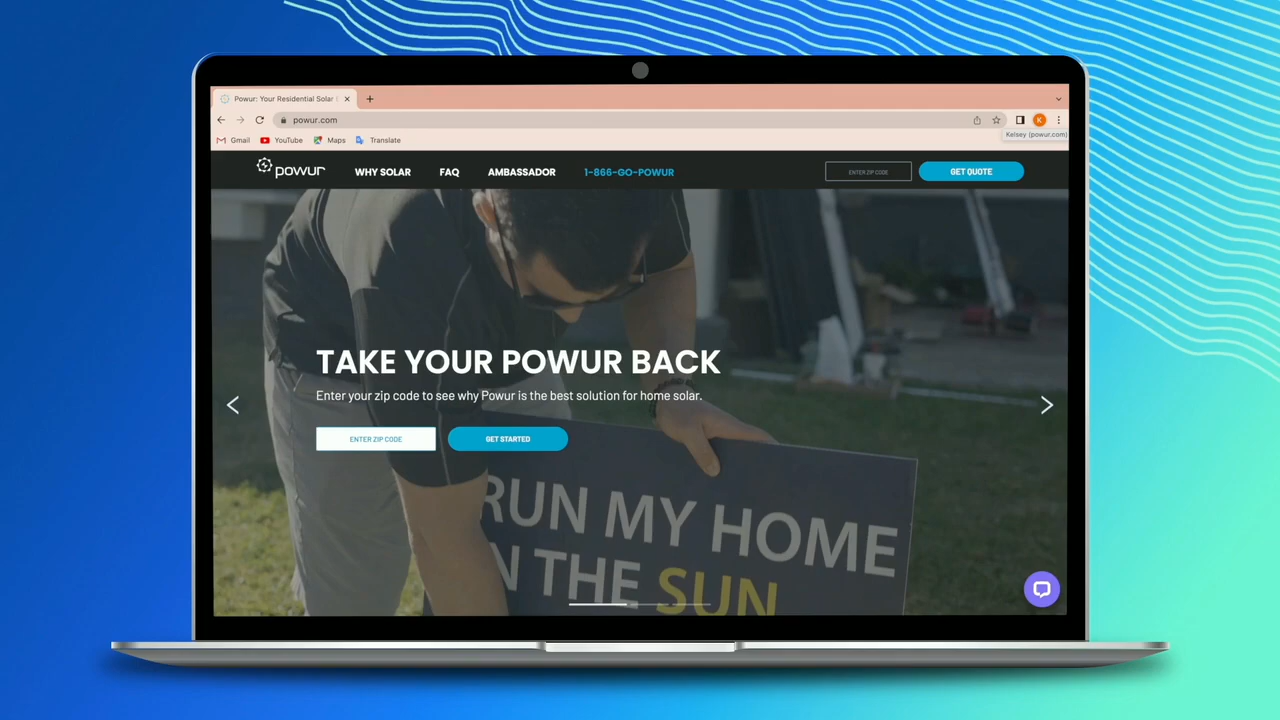 Powur: Your Residential Solar
powur.com
K
Kelsey (powur.com)
Gmail
YouTube
Maps
Translate
powur
WHY SOLAR
FAQ
AMBASSADOR
1-866-GO-POWUR
ENTER ZIP CODE
GET QUOTE
TAKE YOUR POWUR BACK
Enter your zip code to see why Powur is the best solution for home solar.
ENTER ZIP CODE
GET STARTED
RUN MY HOME
N THE SUN